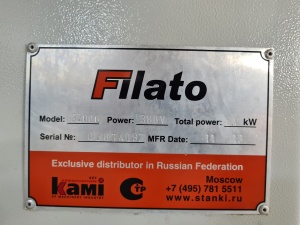 Filato
Model: Power: Total power: kW
Serial №: MFR Date:
Exclusive distributor in Russian Federation
Kami
Moscow
+7 (495) 781 5511
www.stanki.ru